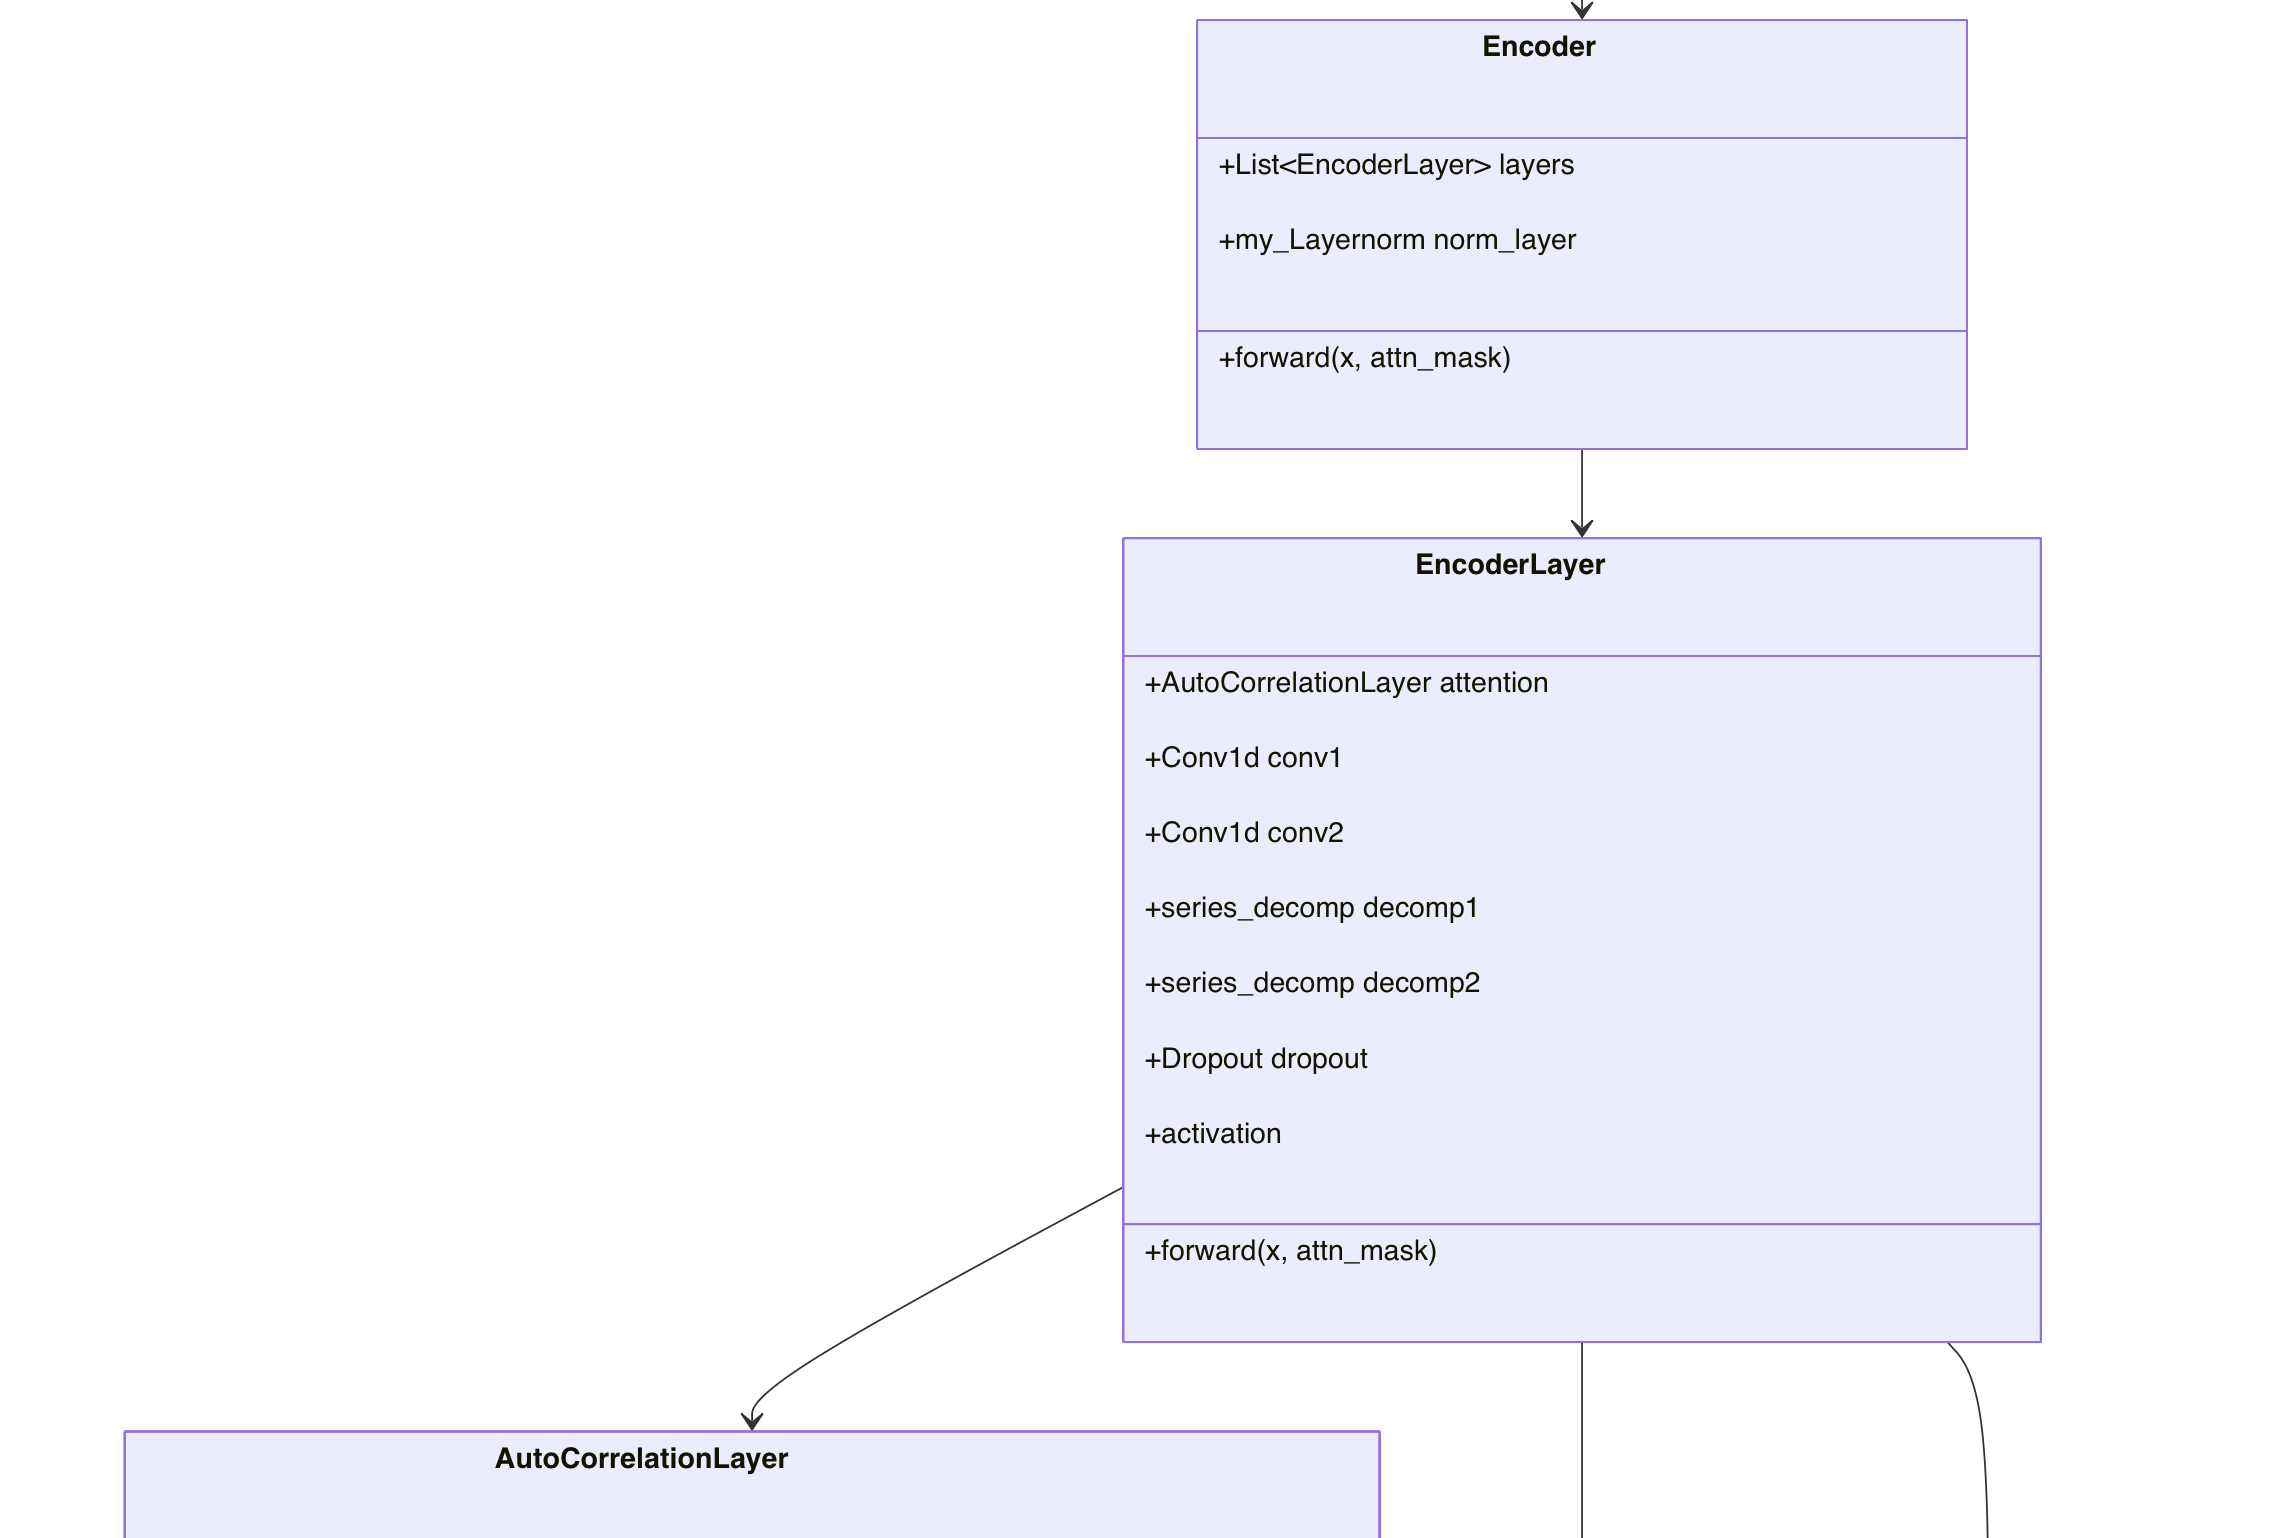 Encoder
+List<EncoderLayer> layers
+my_Layernorm norm_layer
+forward(x, attn_mask)
EncoderLayer
+AutoCorrelationLayer attention
+Conv1d conv1
+Conv1d conv2
+series_decomp decomp1
+series_decomp decomp2
+Dropout dropout
+activation
+forward(x, attn_mask)
AutoCorrelationLayer